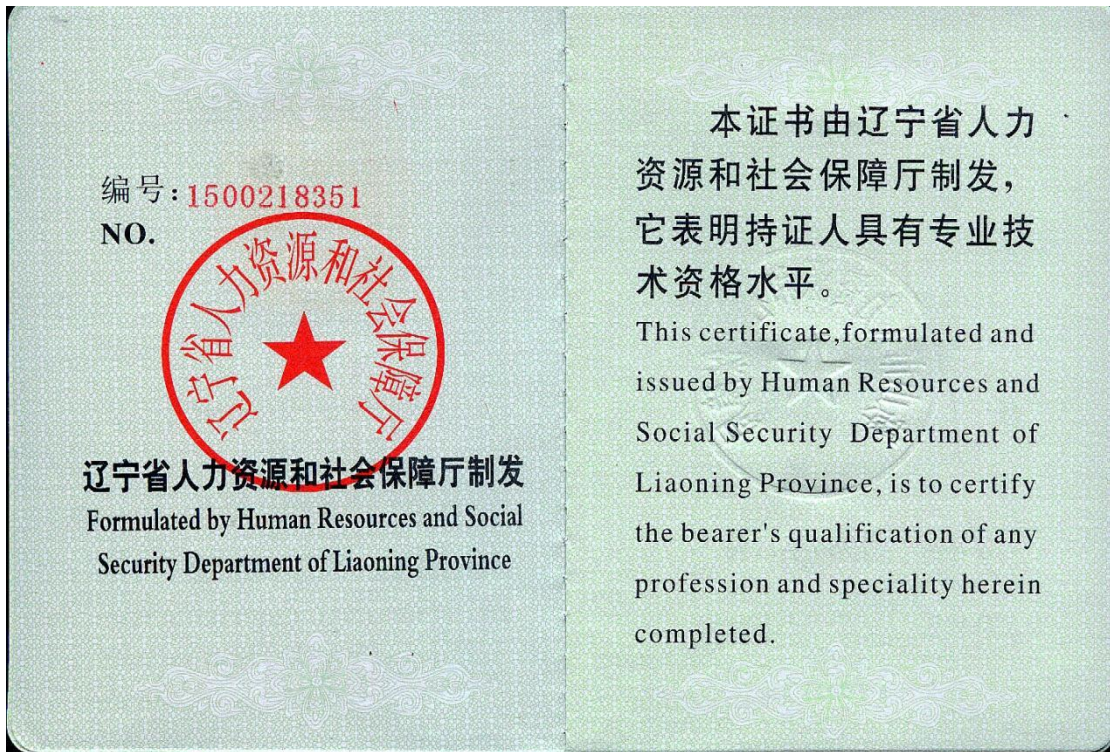 编号:1500218351
NO.
辽宁省人力资源和社会保障厅
辽宁省人力资源和社会保障厅制发
Formulated by Human Resources and Social
Security Department of Liaoning Province
本证书由辽宁省人力
资源和社会保障厅制发，
它表明持证人具有专业技
术资格水平。
This certificate,formulated and
issued by Human Resources and
Social Security Department of
Liaoning Province, is to certify
the bearer's qualification of any
profession and speciality herein
completed.